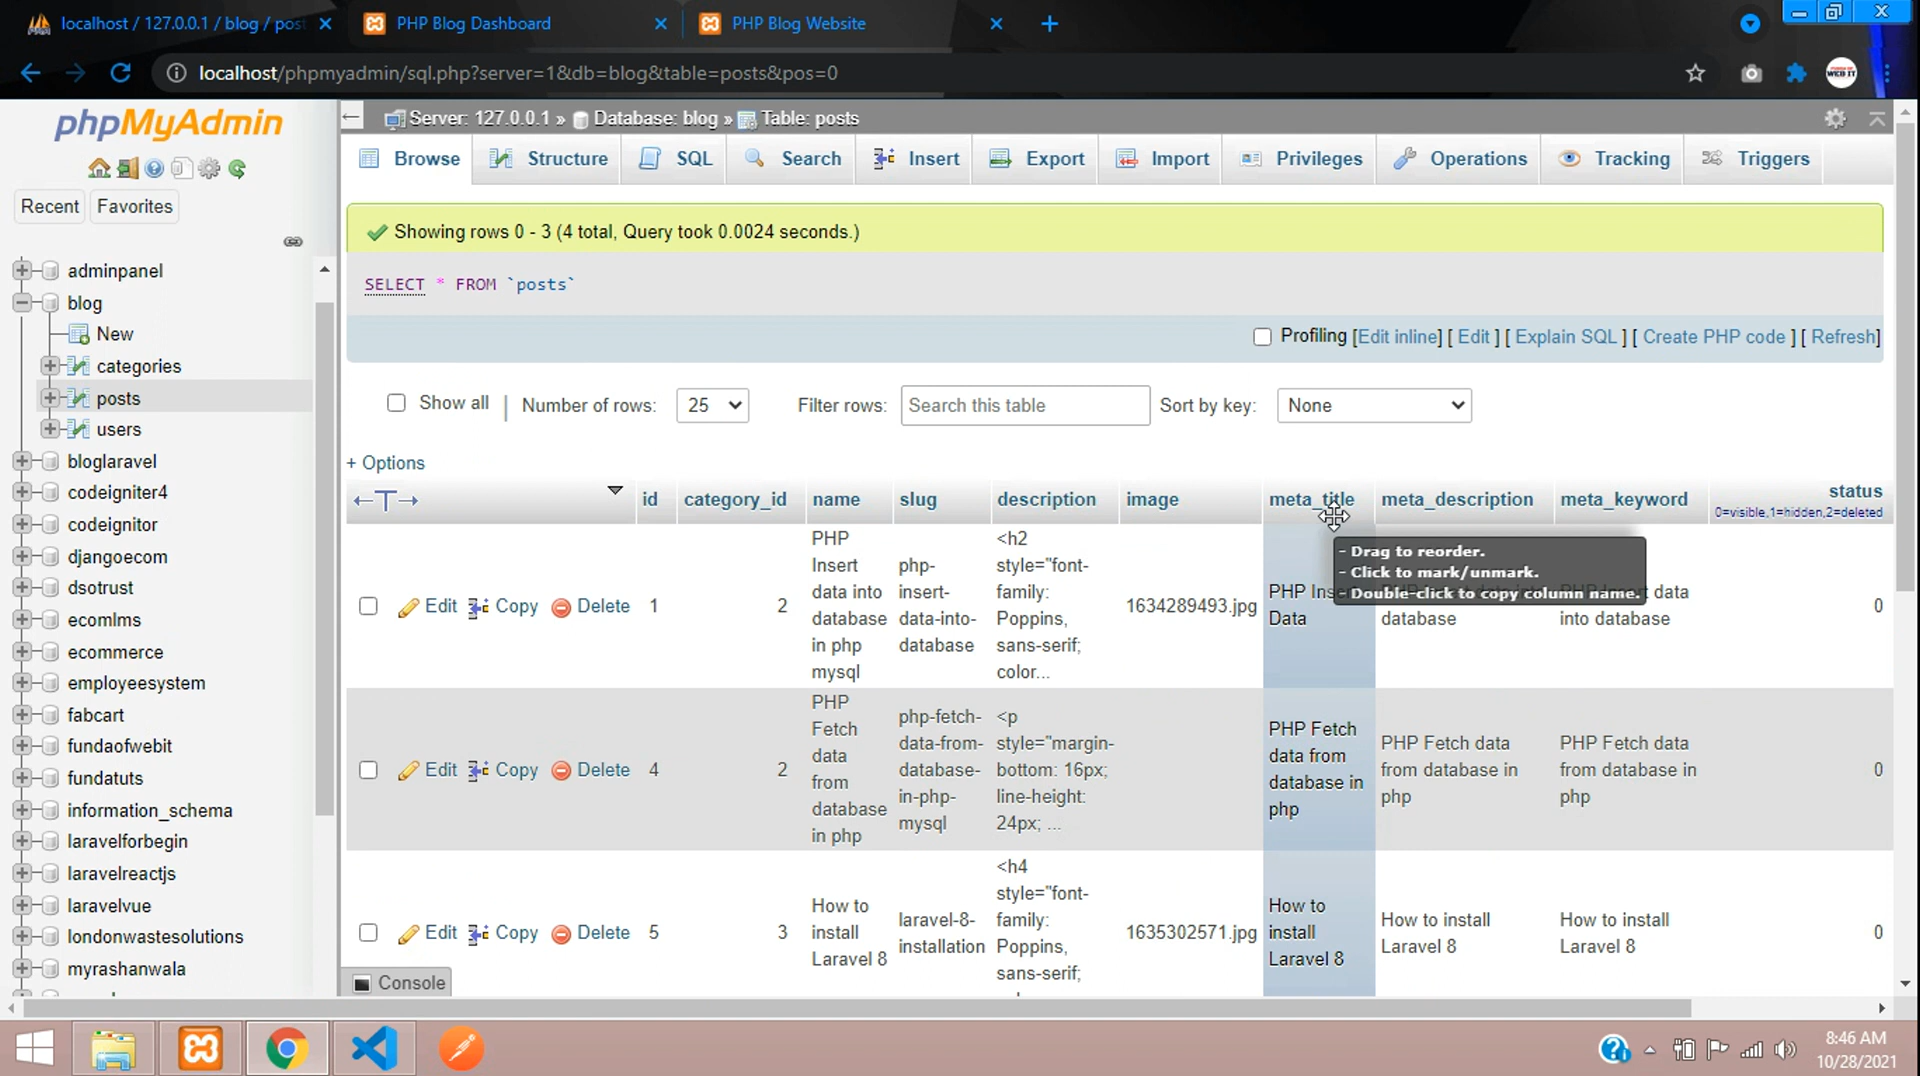 localhost / 127.0.0.1 / blog / post
PHP Blog Dashboard
PHP Blog Website
localhost/phpmyadmin/sql.php?server=1&db=blog&table=posts&pos=0
WEB IT
phpMyAdmin
Recent
Favorites
adminpanel
blog
New
categories
posts
users
bloglaravel
codeigniter4
codeignitor
djangoecom
dsotrust
ecomlms
ecommerce
employeesystem
fabcart
fundaofwebit
fundatuts
information_schema
laravelforbegin
laravelreactjs
laravelvue
londonwastesolutions
myrashanwala
Server: 127.0.0.1 » Database: blog » Table: posts
Browse Structure SQL Search Insert Export Import Privileges Operations Tracking Triggers
Showing rows 0 - 3 (4 total, Query took 0.0024 seconds.)
SELECT * FROM `posts`
Profiling [Edit inline] [ Edit ] [ Explain SQL ] [ Create PHP code ] [ Refresh]
Show all | Number of rows: 25 Filter rows: Search this table Sort by key: None
+ Options
←T→ id category_id name slug description image meta_title meta_description meta_keyword status
0=visible,1=hidden,2=deleted
- Drag to reorder.
- Click to mark/unmark.
- Double-click to copy column name.
Edit Copy Delete 1 2
PHP
Insert
data into
database
in php
mysql
php-
insert-
data-into-
database
<h2
style="font-
family:
Poppins,
sans-serif;
color...
1634289493.jpg
PHP Insert
Data
database
PHP Insert data
into database
0
Edit Copy Delete 4 2
PHP
Fetch
data
from
database
in php
php-fetch-
data-from-
database-
in-php-
mysql
<p
style="margin-
bottom: 16px;
line-height:
24px; ...
PHP Fetch
data from
database in
php
PHP Fetch data
from database in
php
PHP Fetch data
from database in
php
0
Edit Copy Delete 5 3
How to
install
Laravel 8
laravel-8-
installation
<h4
style="font-
family:
Poppins,
sans-serif;
1635302571.jpg
How to
install
Laravel 8
How to install
Laravel 8
How to install
Laravel 8
0
Console
8:46 AM
10/28/2021